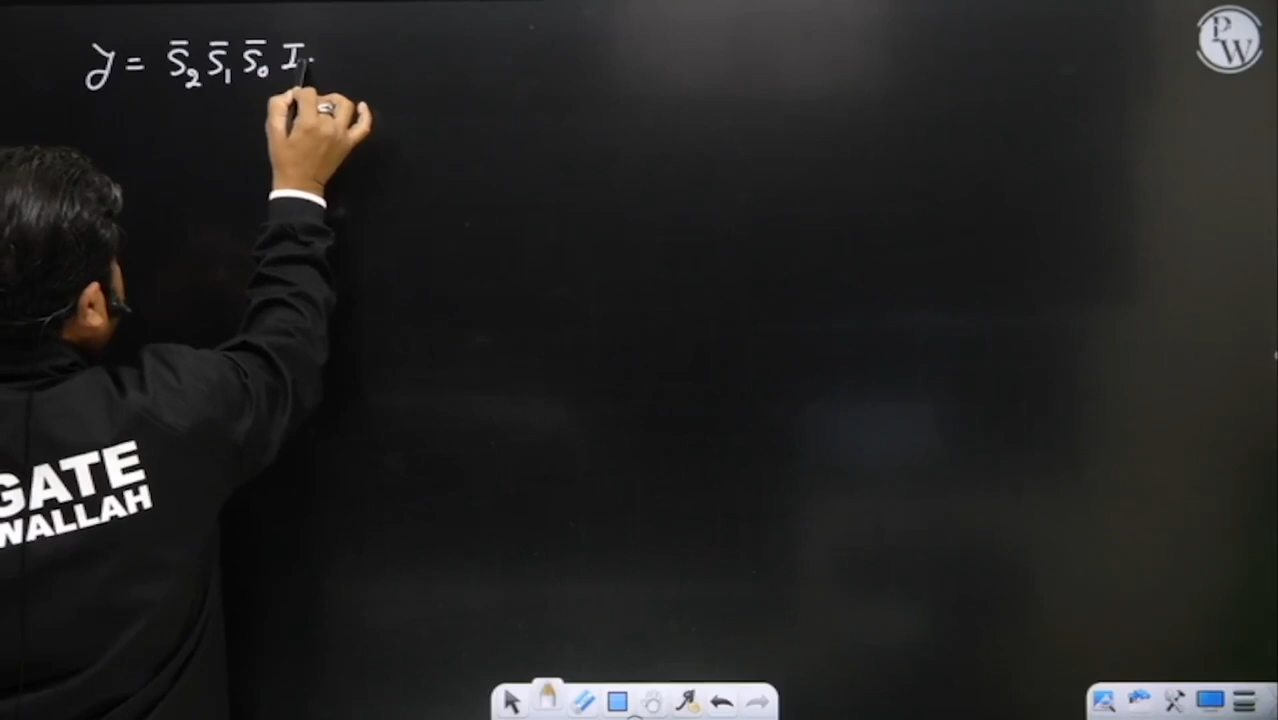 y = S̄₂ S̄₁ S̄₀ I
P
W
GATE
WALLAH